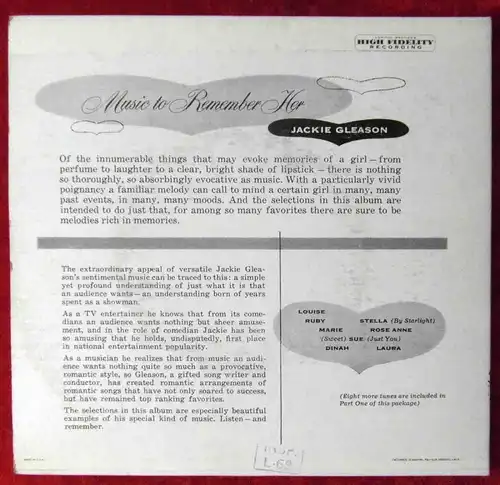 HIGH FIDELITY
RECORDING
Music to Remember Her
JACKIE GLEASON
Of the innumerable things that may evoke memories of a girl – from
perfume to laughter to a clear, bright shade of lipstick – there is nothing
so thoroughly, so absorbingly evocative as music. With a particularly vivid
poignancy a familiar melody can call to mind a certain girl in many, many
past events, in many, many moods. And the selections in this album are
intended to do just that, for among so many favorites there are sure to be
melodies rich in memories.
The extraordinary appeal of versatile Jackie Glea-
son's sentimental music can be traced to this: a simple
yet profound understanding of just what it is that
an audience wants – an understanding born of years
spent as a showman.
As a TV entertainer he knows that from its come-
dians an audience wants nothing but sheer amuse-
ment, and in the role of comedian Jackie has been
so amusing that he holds, undisputedly, first place
in national entertainment popularity.
As a musician he realizes that from music an audi-
ence wants nothing quite so much as a provocative,
romantic style, so Gleason, a gifted song writer and
conductor, has created romantic arrangements of
romantic songs that have not only soared to success,
but have remained top ranking favorites.
The selections in this album are especially beautiful
examples of his special kind of music. Listen – and
remember.
LOUISE
RUBY STELLA (By Starlight)
MARIE ROSE ANNE
(Sweet) SUE (Just You)
DINAH LAURA
(Eight more tunes are included in
Part One of this package)
L-69